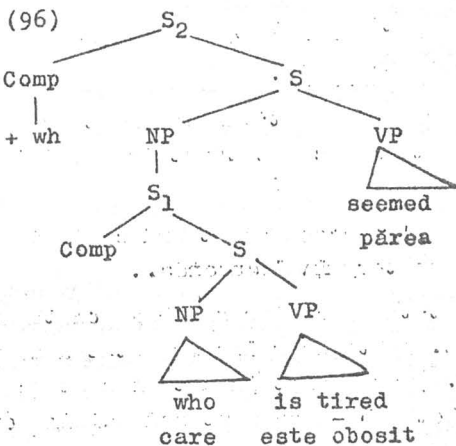 (96) S2
Comp S
+ wh NP VP
S1 seemed
părea
Comp S
NP VP
who is tired
care este obosit